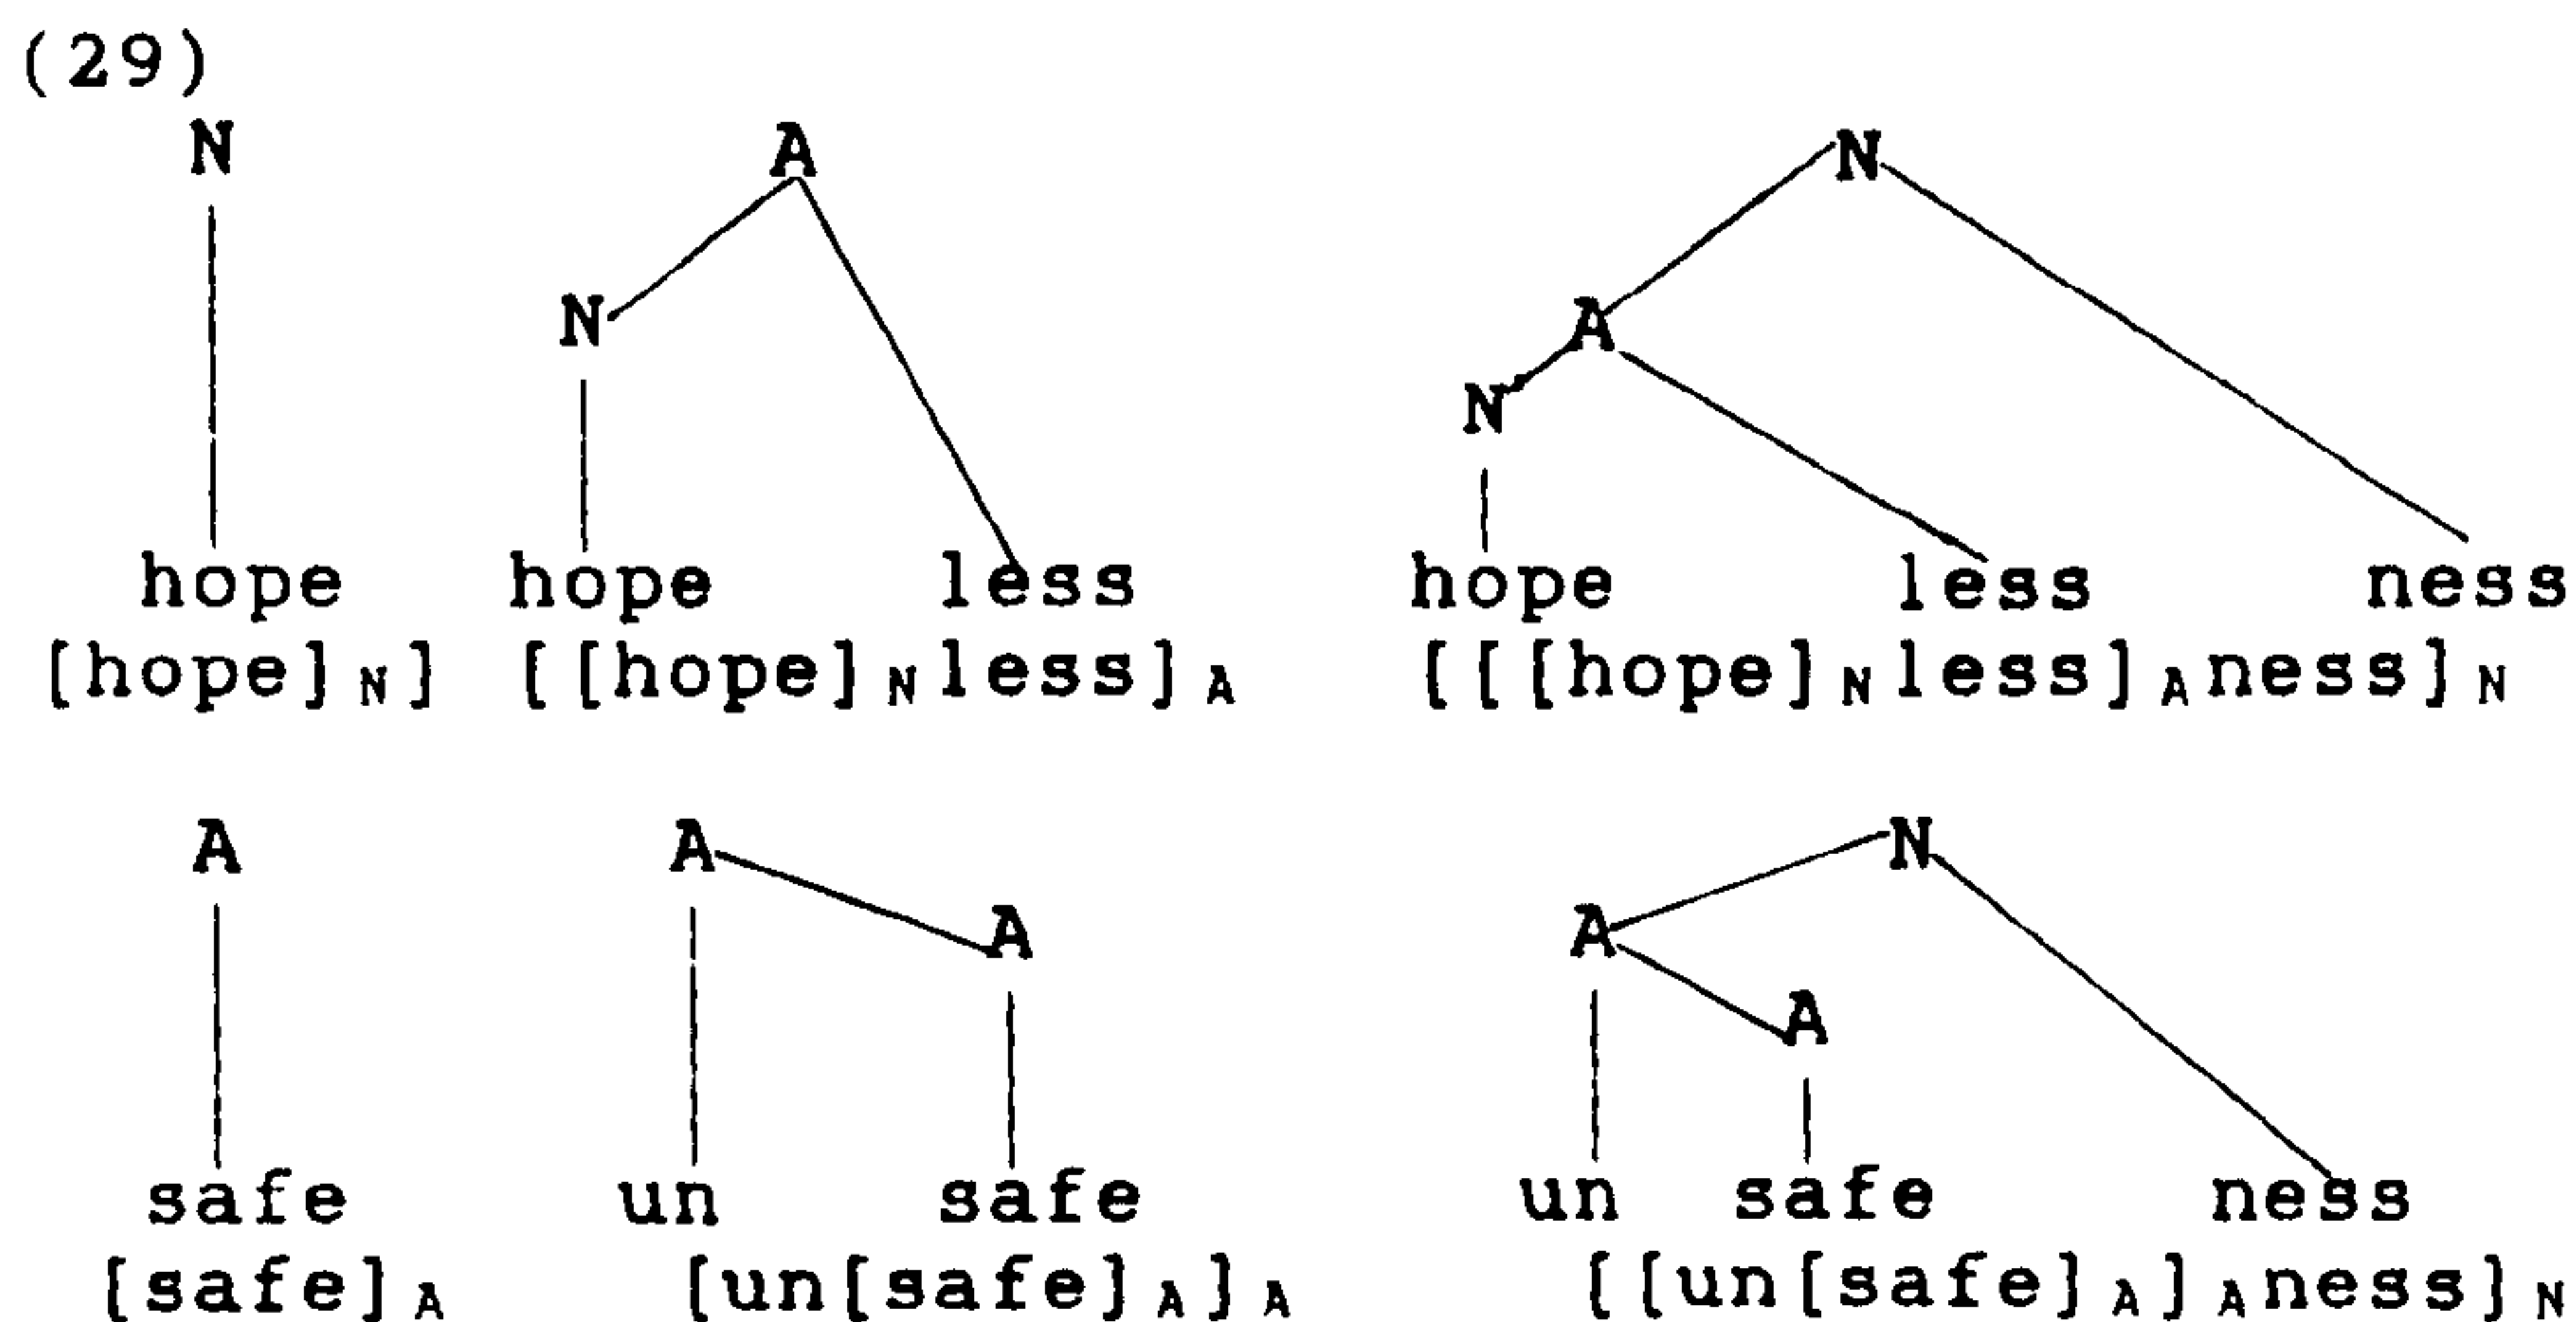 (29)
N A N
N A
N
hope hope less hope less ness
[hope]N] [[hope]Nless]A [[[hope]Nless]Aness]N
A A N
A A
A
safe un safe un safe ness
[safe]A [un[safe]A]A [[un[safe]A]Aness]N